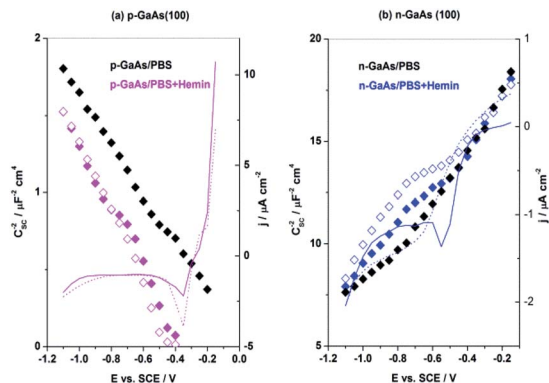 (a) p-GaAs(100)
p-GaAs/PBS
p-GaAs/PBS+Hemin
C_SC^-2 / μF^-2 cm^4
2
1
0
10
5
0
-5
j / μA cm^-2
-1.2 -1.0 -0.8 -0.6 -0.4 -0.2 0.0
E vs. SCE / V
(b) n-GaAs (100)
n-GaAs/PBS
n-GaAs/PBS+Hemin
C_SC^-2 / μF^-2 cm^4
20
15
10
5
1
0
-1
-2
j / μA cm^-2
-1.2 -1.0 -0.8 -0.6 -0.4 -0.2
E vs. SCE / V